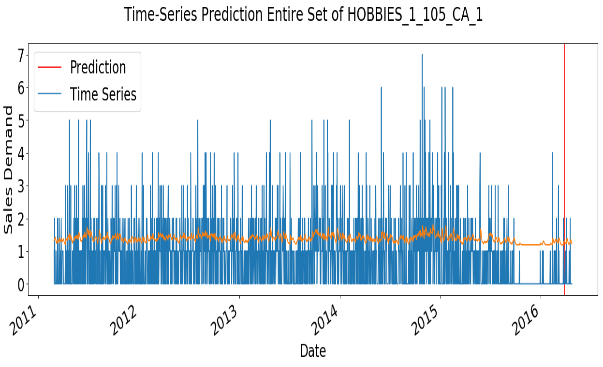 Time-Series Prediction Entire Set of HOBBIES_1_105_CA_1
Prediction
Time Series
Sales Demand
7
6
5
4
3
2
1
0
2011
2012
2013
2014
2015
2016
Date